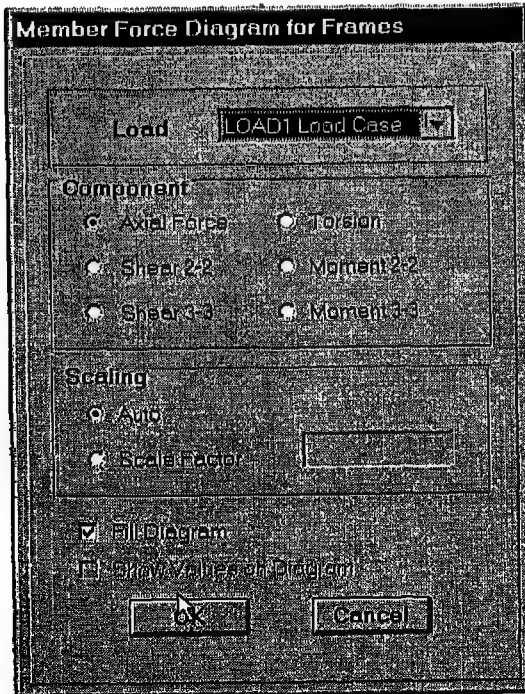 Member Force Diagram for Frames
Load LOAD1 Load Case
Component
Axial Force Torsion
Shear 2-2 Moment 2-2
Shear 3-3 Moment 3-3
Scaling
Auto
Scale Factor
Fill Diagram
Show Values on Diagram
OK Cancel